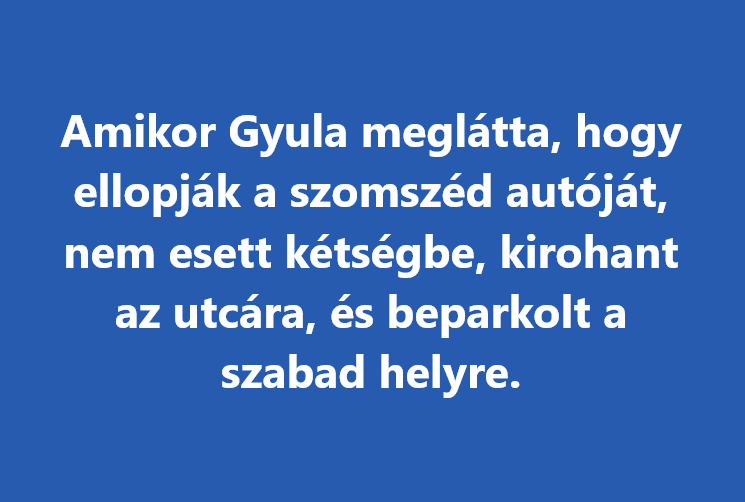 Amikor Gyula meglátta, hogy
ellopják a szomszéd autóját,
nem esett kétségbe, kirohant
az utcára, és beparkolt a
szabad helyre.